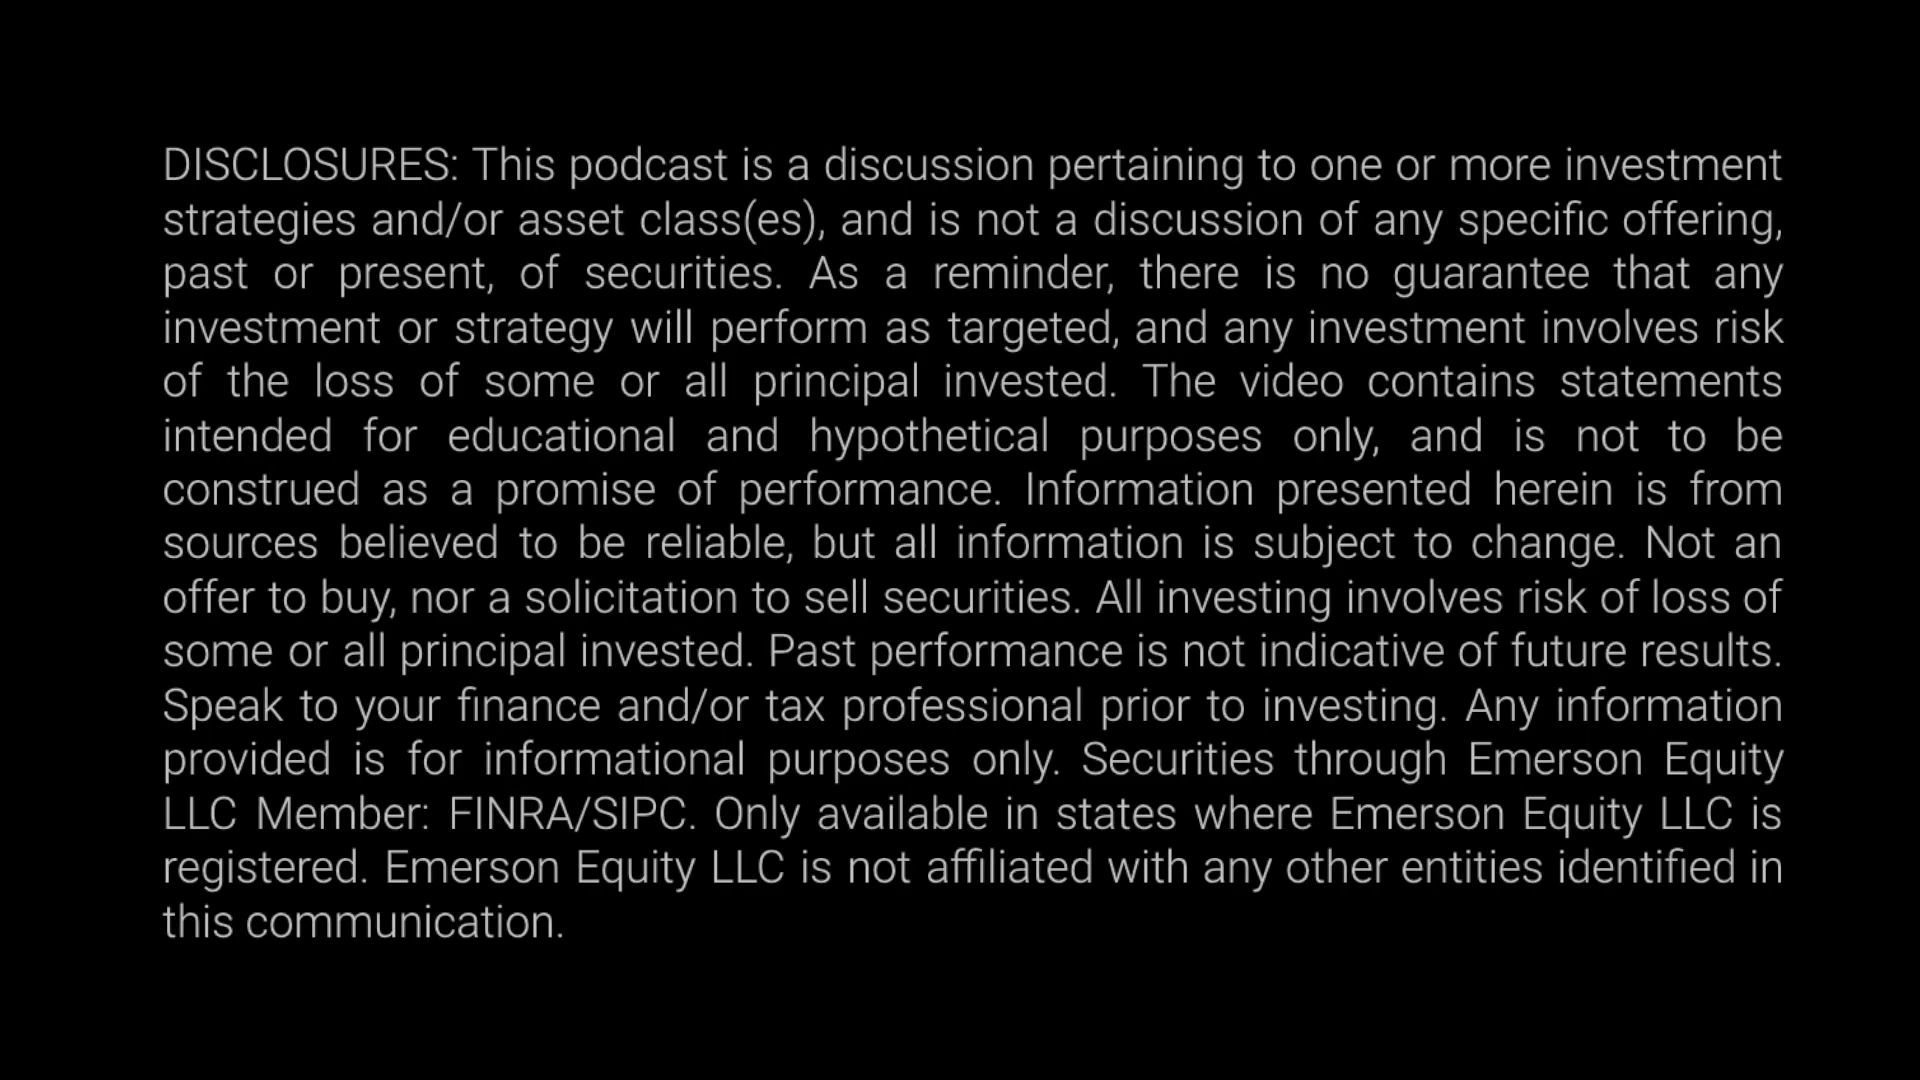 DISCLOSURES: This podcast is a discussion pertaining to one or more investment
strategies and/or asset class(es), and is not a discussion of any specific offering,
past or present, of securities. As a reminder, there is no guarantee that any
investment or strategy will perform as targeted, and any investment involves risk
of the loss of some or all principal invested. The video contains statements
intended for educational and hypothetical purposes only, and is not to be
construed as a promise of performance. Information presented herein is from
sources believed to be reliable, but all information is subject to change. Not an
offer to buy, nor a solicitation to sell securities. All investing involves risk of loss of
some or all principal invested. Past performance is not indicative of future results.
Speak to your finance and/or tax professional prior to investing. Any information
provided is for informational purposes only. Securities through Emerson Equity
LLC Member: FINRA/SIPC. Only available in states where Emerson Equity LLC is
registered. Emerson Equity LLC is not affiliated with any other entities identified in
this communication.